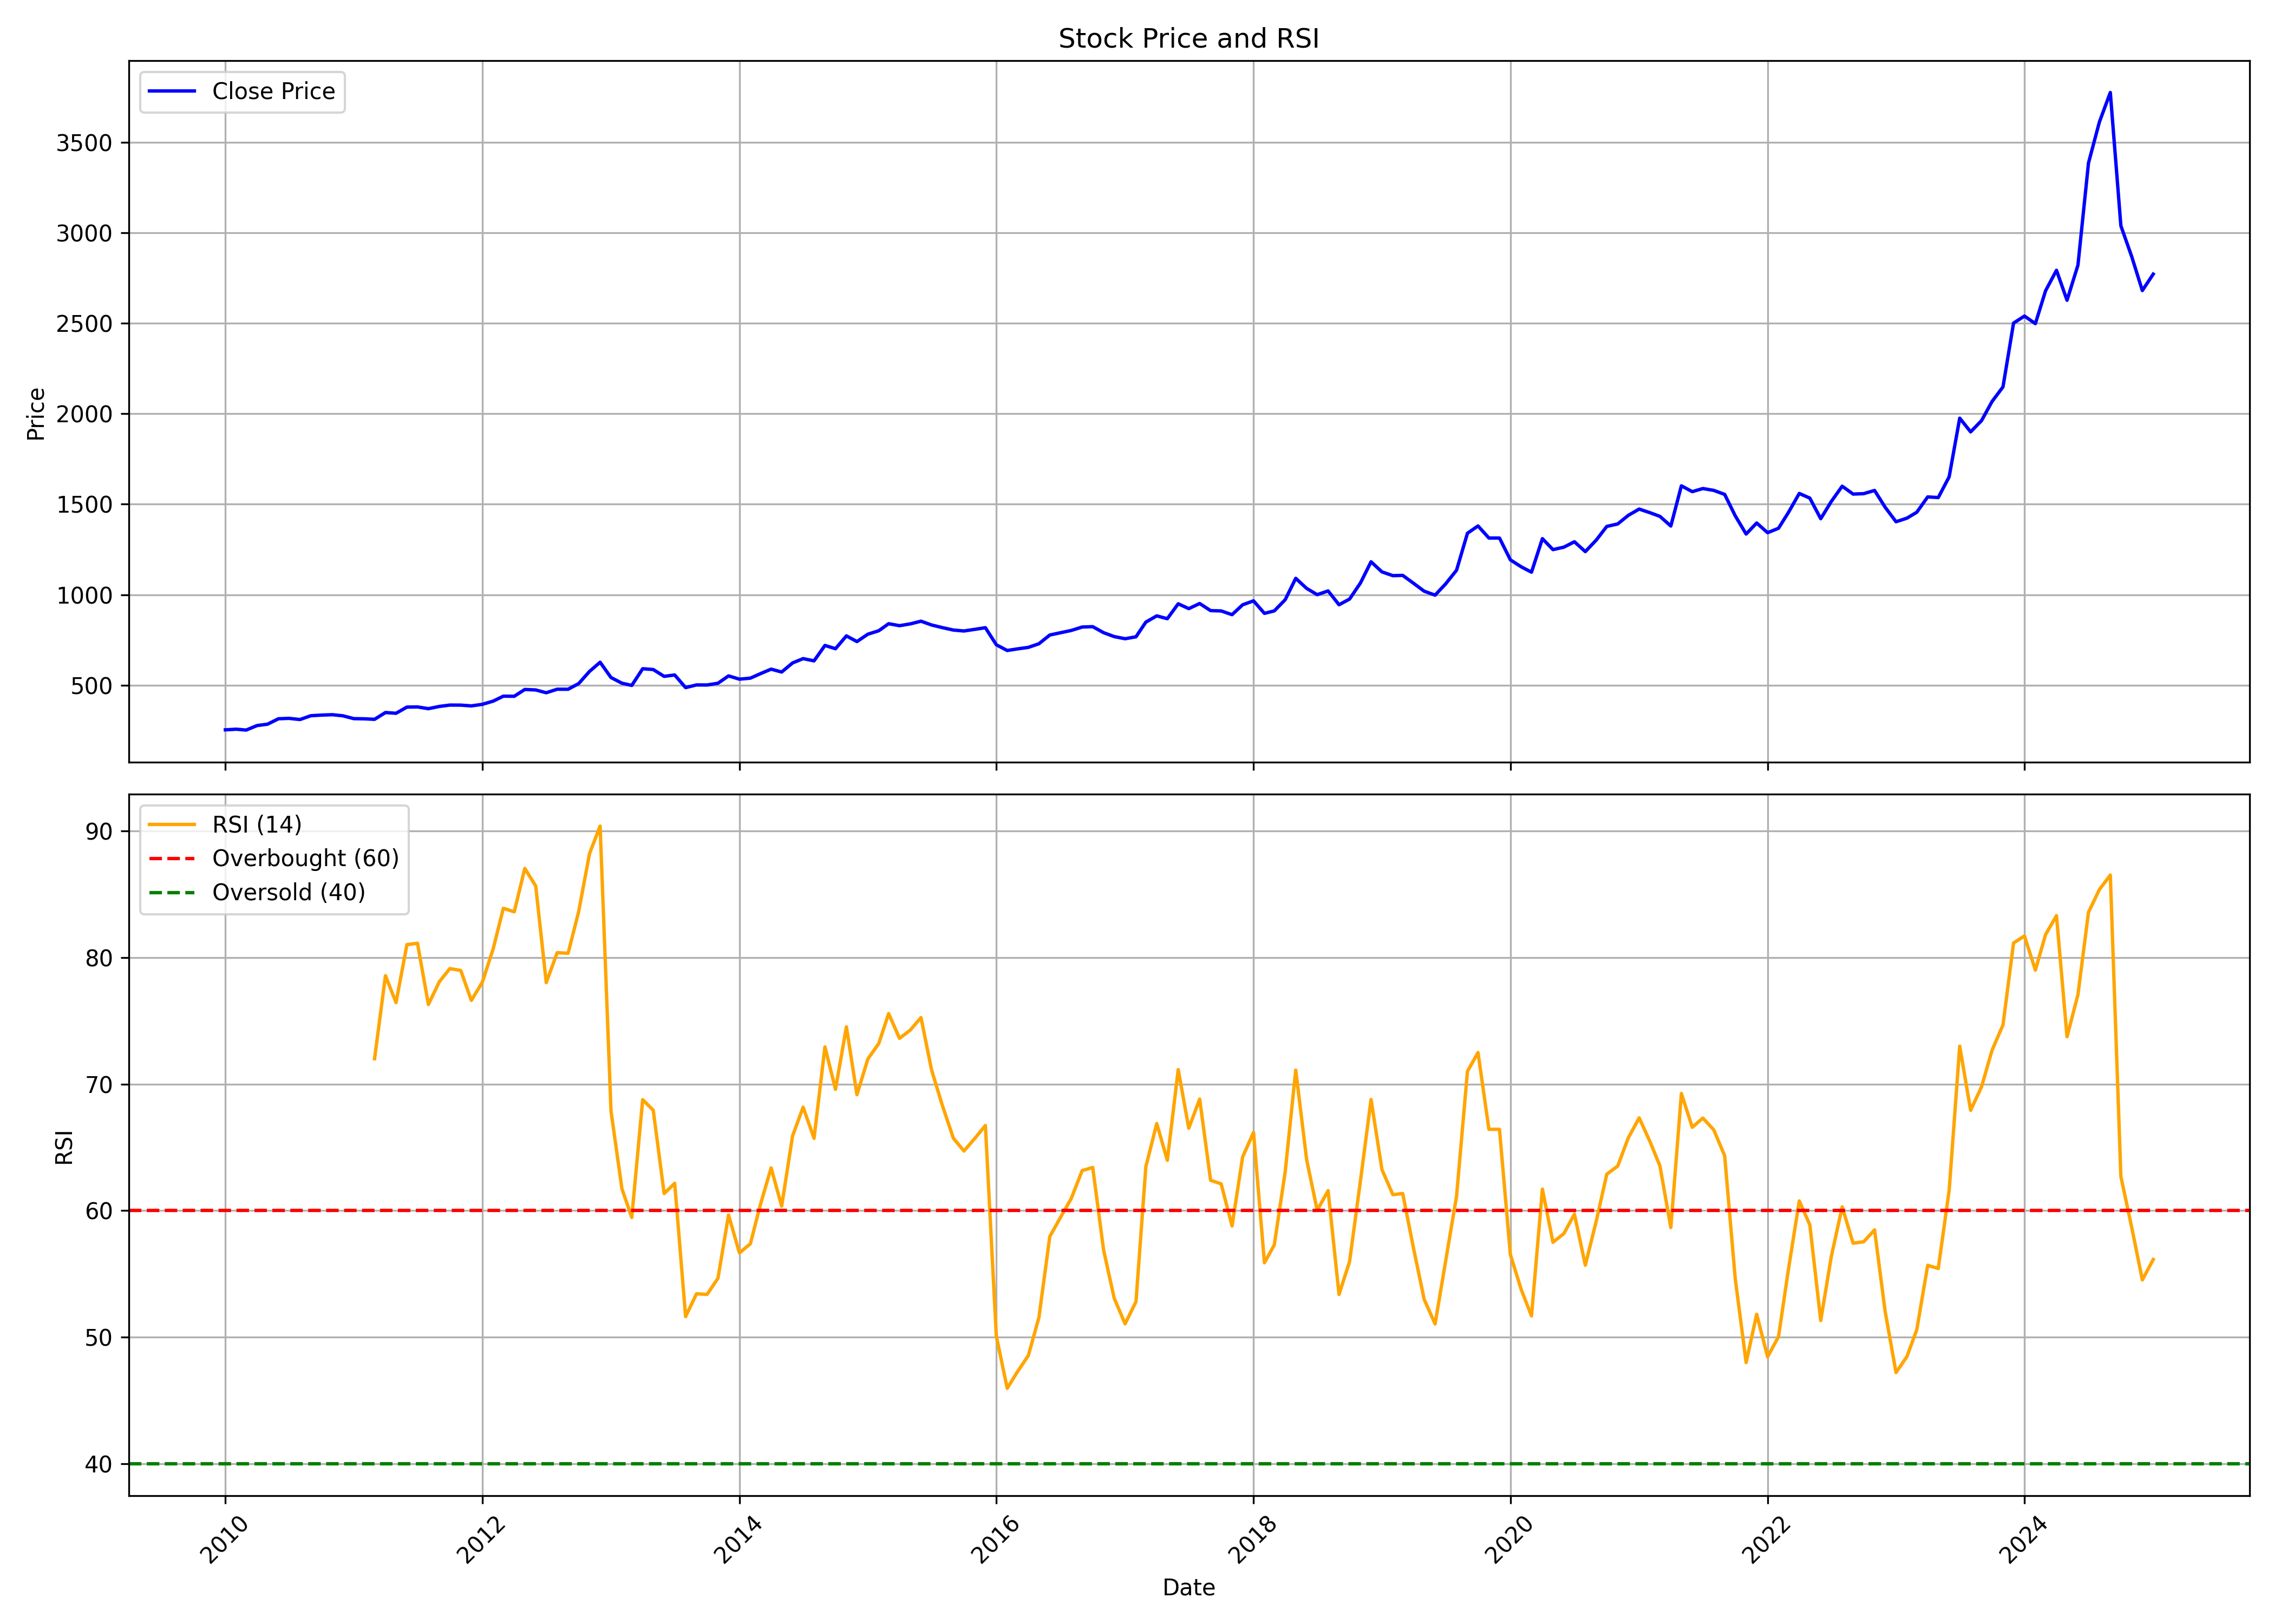 Stock Price and RSI
Close Price
3500
3000
2500
2000
1500
1000
500
Price
RSI (14)
Overbought (60)
Oversold (40)
90
80
70
60
50
40
RSI
2010
2012
2014
2016
2018
2020
2022
2024
Date